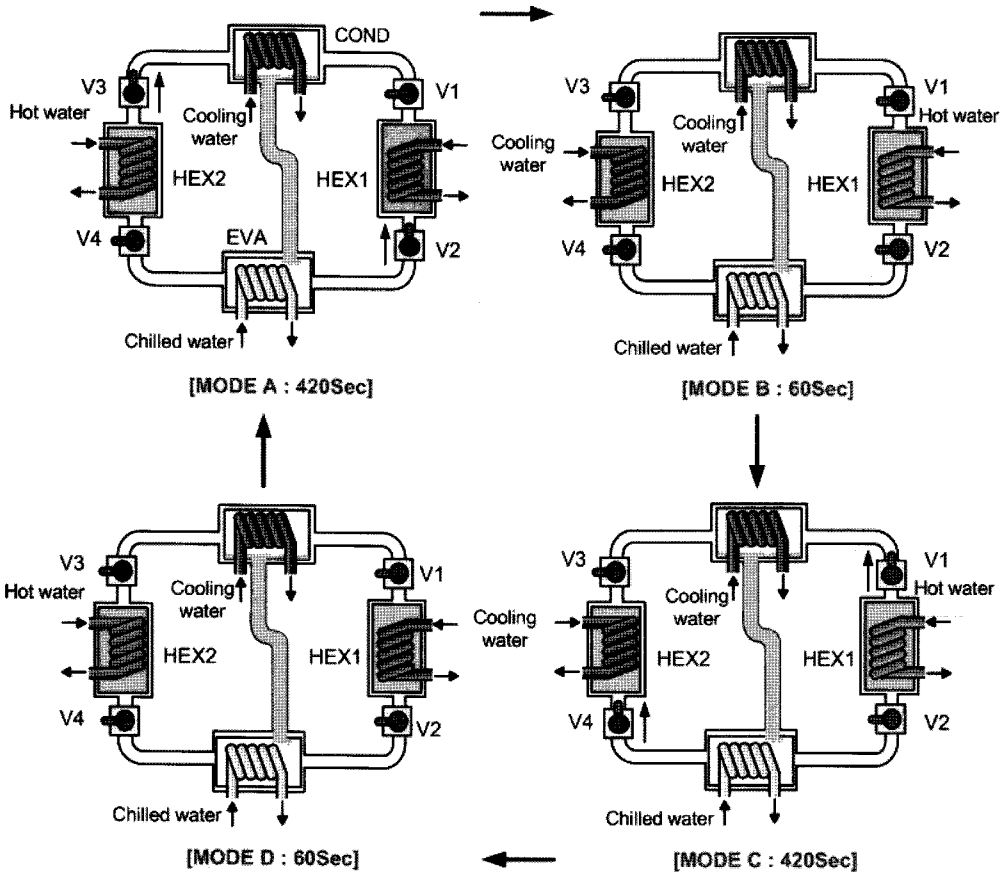 COND
V3
V1
Hot water
Cooling
water
HEX2
HEX1
V4
EVA
V2
Chilled water
[MODE A : 420Sec]
V3
V1
Hot water
Cooling
water
Cooling
water
HEX2
HEX1
V4
V2
Chilled water
[MODE B : 60Sec]
V3
V1
Hot water
Cooling
water
Cooling
water
HEX2
HEX1
V4
V2
Chilled water
[MODE D : 60Sec]
V3
V1
Hot water
Cooling
water
HEX2
HEX1
V4
V2
Chilled water
[MODE C : 420Sec]